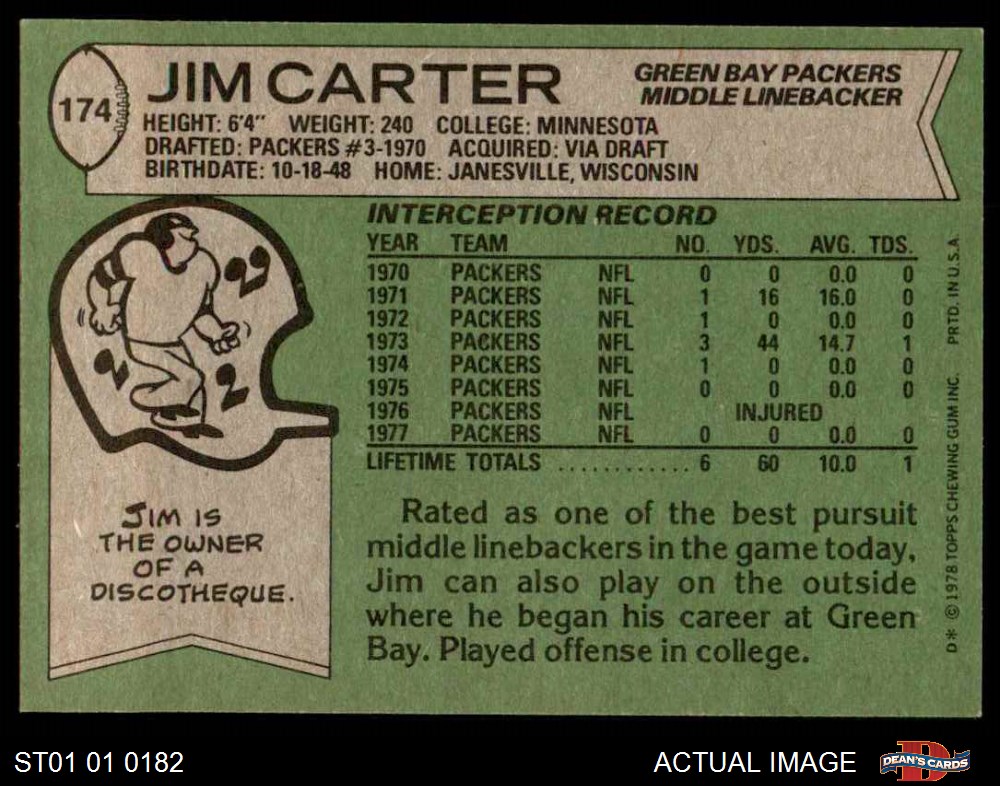 174
JIM CARTER
GREEN BAY PACKERS
MIDDLE LINEBACKER
HEIGHT: 6'4" WEIGHT: 240 COLLEGE: MINNESOTA
DRAFTED: PACKERS #3-1970 ACQUIRED: VIA DRAFT
BIRTHDATE: 10-18-48 HOME: JANESVILLE, WISCONSIN
INTERCEPTION RECORD
YEAR TEAM NO. YDS. AVG. TDS.
1970 PACKERS NFL 0 0 0.0 0
1971 PACKERS NFL 1 16 16.0 0
1972 PACKERS NFL 1 0 0.0 0
1973 PACKERS NFL 3 44 14.7 1
1974 PACKERS NFL 1 0 0.0 0
1975 PACKERS NFL 0 0 0.0 0
1976 PACKERS NFL INJURED
1977 PACKERS NFL 0 0 0.0 0
LIFETIME TOTALS ............ 6 60 10.0 1
JIM IS
THE OWNER
OF A
DISCOTHEQUE.
Rated as one of the best pursuit
middle linebackers in the game today,
Jim can also play on the outside
where he began his career at Green
Bay. Played offense in college.
D* © 1978 TOPPS CHEWING GUM INC. PRTD. IN U.S.A.
ST01 01 0182
ACTUAL IMAGE
DEAN'S CARDS